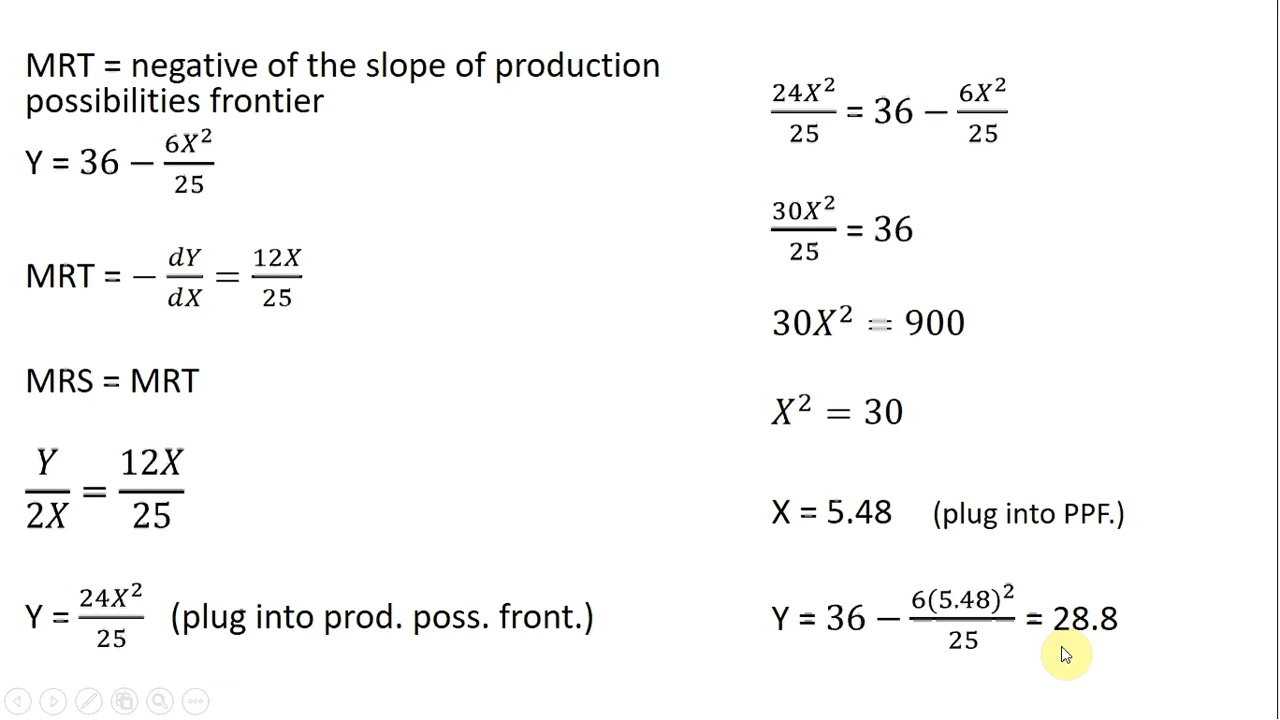 MRT = negative of the slope of production
possibilities frontier
Y = 36 − 6X²/25
MRT = − dY/dX = 12X/25
MRS = MRT
Y/2X = 12X/25
Y = 24X²/25 (plug into prod. poss. front.)
24X²/25 = 36 − 6X²/25
30X²/25 = 36
30X² = 900
X² = 30
X = 5.48 (plug into PPF.)
Y = 36 − 6(5.48)²/25 = 28.8